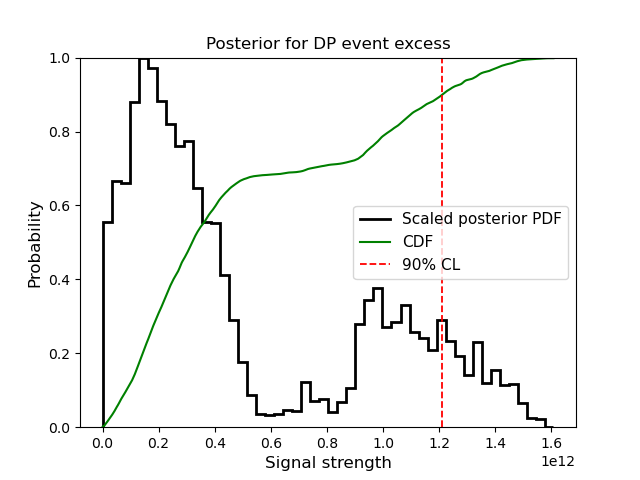 Posterior for DP event excess
1.0
0.8
0.6
0.4
0.2
0.0
Probability
Scaled posterior PDF
CDF
90% CL
0.0 0.2 0.4 0.6 0.8 1.0 1.2 1.4 1.6
1e12
Signal strength